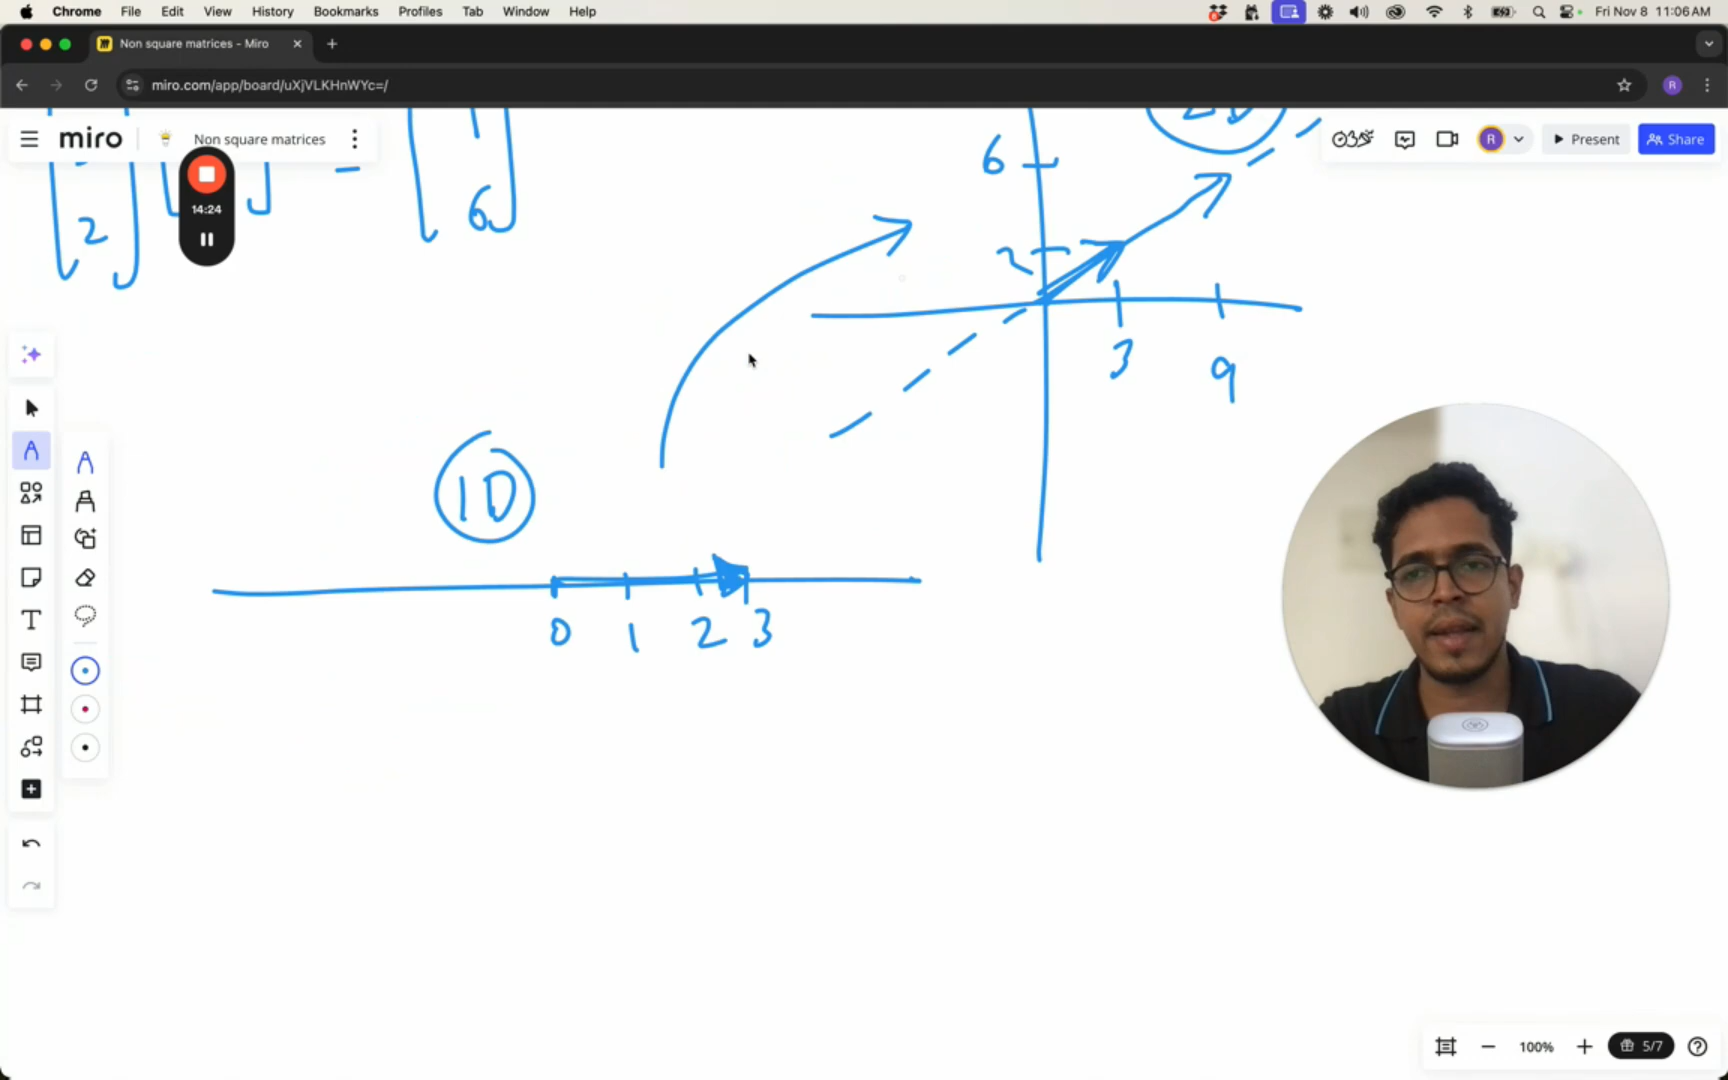 Chrome File Edit View History Bookmarks Profiles Tab Window Help Fri Nov 8 11:06 AM
Non square matrices - Miro
miro.com/app/board/uXjVLKHnWYc=/ R
miro Non square matrices R Present Share
14:24
2 6
6
2
3 9
1D
0 1 2 3
T
100% 5/7